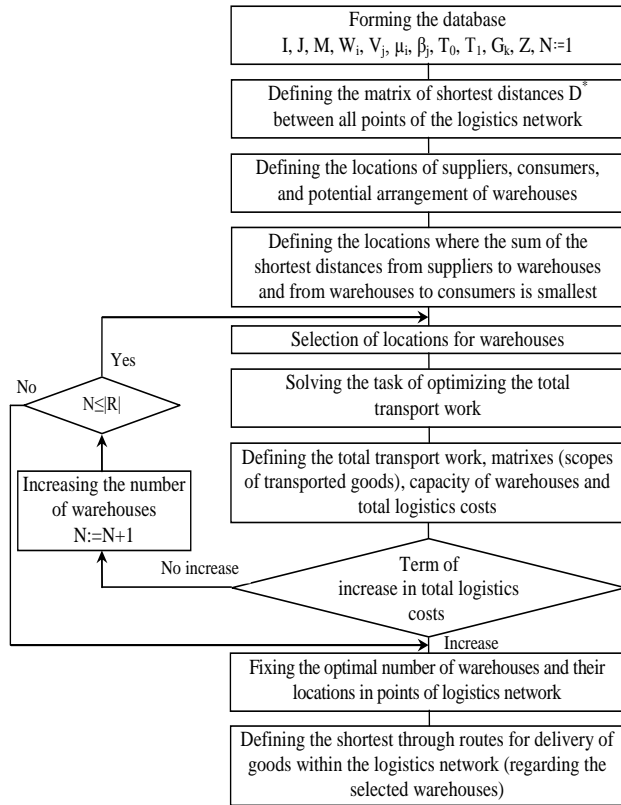 Forming the database
I, J, M, Wᵢ, Vⱼ, μᵢ, βⱼ, T₀, T₁, Gₖ, Z, N:=1
Defining the matrix of shortest distances D*
between all points of the logistics network
Defining the locations of suppliers, consumers,
and potential arrangement of warehouses
Defining the locations where the sum of the
shortest distances from suppliers to warehouses
and from warehouses to consumers is smallest
Selection of locations for warehouses
Yes
No
N≤|R|
Solving the task of optimizing the total
transport work
Increasing the number
of warehouses
N:=N+1
Defining the total transport work, matrixes (scopes
of transported goods), capacity of warehouses and
total logistics costs
No increase
Term of
increase in total logistics
costs
Increase
Fixing the optimal number of warehouses and their
locations in points of logistics network
Defining the shortest through routes for delivery of
goods within the logistics network (regarding the
selected warehouses)